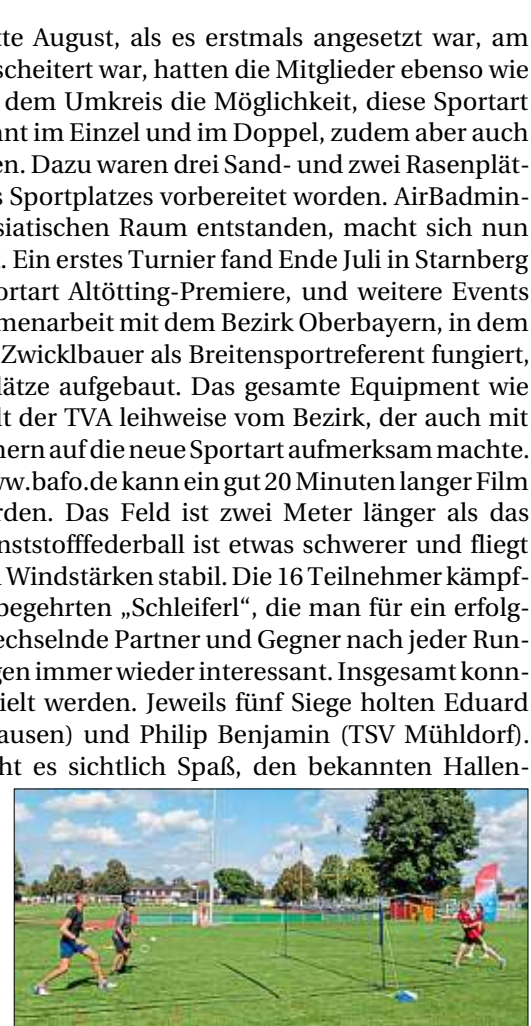 tte August, als es erstmals angesetzt war, am
scheitert war, hatten die Mitglieder ebenso wie
dem Umkreis die Möglichkeit, diese Sportart
nnt im Einzel und im Doppel, zudem aber auch
en. Dazu waren drei Sand- und zwei Rasenplät-
s Sportplatzes vorbereitet worden. AirBadmin-
siatischen Raum entstanden, macht sich nun
. Ein erstes Turnier fand Ende Juli in Starnberg
ortart Altötting-Premiere, und weitere Events
menarbeit mit dem Bezirk Oberbayern, in dem
Zwicklbauer als Breitensportreferent fungiert,
lätze aufgebaut. Das gesamte Equipment wie
lt der TVA leihweise vom Bezirk, der auch mit
nern auf die neue Sportart aufmerksam machte.
ww.bafo.de kann ein gut 20 Minuten langer Film
rden. Das Feld ist zwei Meter länger als das
nststofffederball ist etwas schwerer und fliegt
n Windstärken stabil. Die 16 Teilnehmer kämpf-
begehrten „Schleiferl“, die man für ein erfolg-
echselnde Partner und Gegner nach jeder Run-
gen immer wieder interessant. Insgesamt konn-
ielt werden. Jeweils fünf Siege holten Eduard
ausen) und Philip Benjamin (TSV Mühldorf).
ht es sichtlich Spaß, den bekannten Hallen-